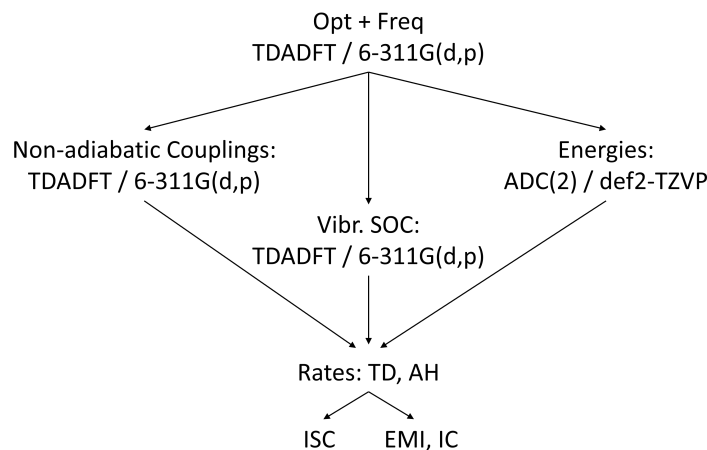 Opt + Freq
TDADFT / 6-311G(d,p)
Non-adiabatic Couplings:
TDADFT / 6-311G(d,p)
Vibr. SOC:
TDADFT / 6-311G(d,p)
Energies:
ADC(2) / def2-TZVP
Rates: TD, AH
ISC
EMI, IC